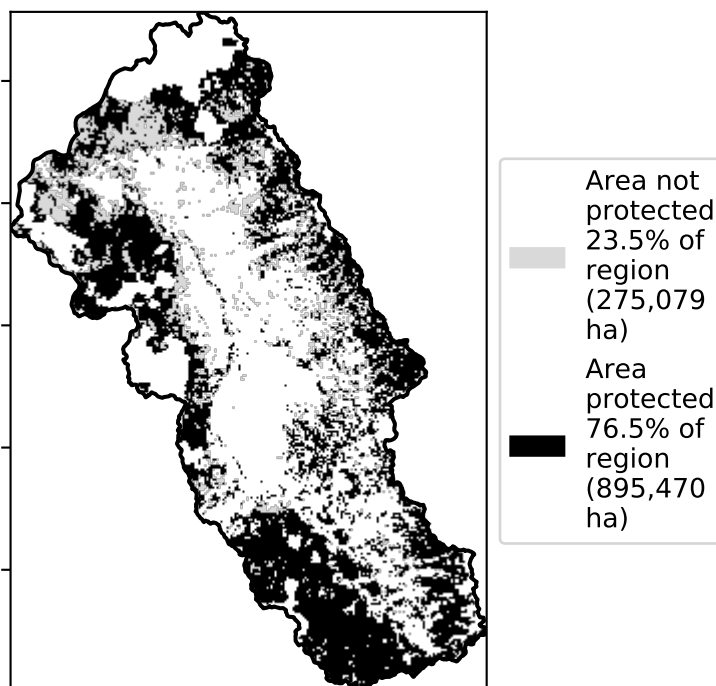 Area not
protected
23.5% of
region
(275,079
ha)
Area
protected
76.5% of
region
(895,470
ha)